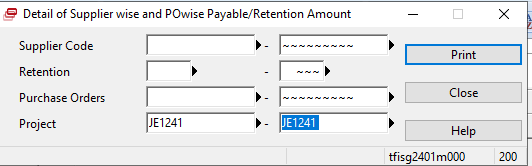 Detail of Supplier wise and POwise Payable/Retention Amount
Supplier Code - ~~~~~~~~~
Print
Retention - ~~~
Purchase Orders - ~~~~~~~~~
Close
Project JE1241 - JE1241
Help
tfisg2401m000 200